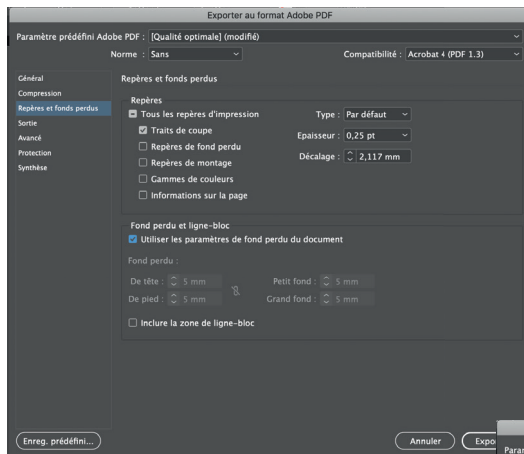 Exporter au format Adobe PDF
Paramètre prédéfini Adobe PDF : [Qualité optimale] (modifié)
Norme : Sans Compatibilité : Acrobat 4 (PDF 1.3)
Général
Compression
Repères et fonds perdus
Sortie
Avancé
Protection
Synthèse
Repères et fonds perdus
Repères
Tous les repères d'impression Type : Par défaut
Traits de coupe Epaisseur : 0,25 pt
Repères de fond perdu
Décalage : 2,117 mm
Repères de montage
Gammes de couleurs
Informations sur la page
Fond perdu et ligne-bloc
Utiliser les paramètres de fond perdu du document
Fond perdu :
De tête : 5 mm Petit fond : 5 mm
De pied : 5 mm Grand fond : 5 mm
Inclure la zone de ligne-bloc
Enreg. prédéfini... Annuler Expo
Parar